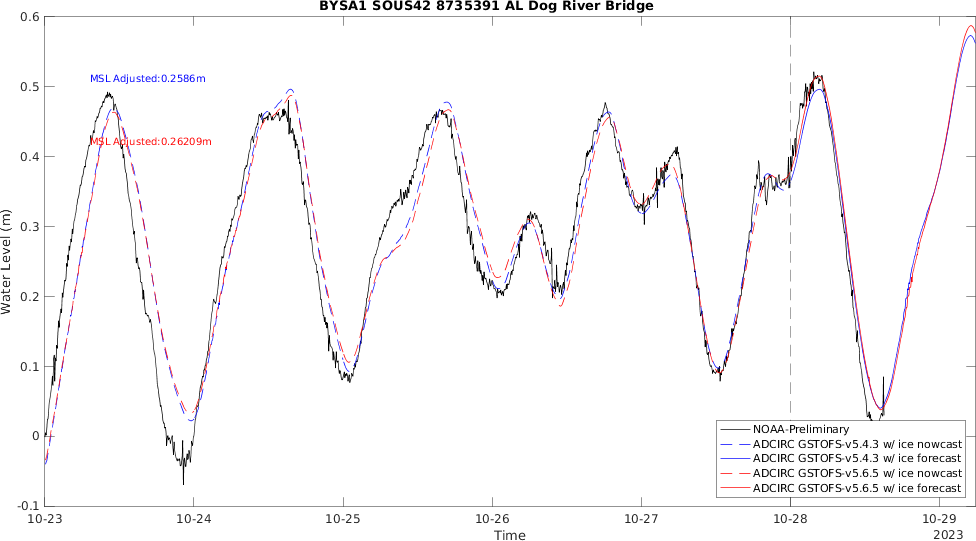 BYSA1 SOUS42 8735391 AL Dog River Bridge
0.6
0.5
0.4
0.3
0.2
0.1
0
-0.1
Water Level (m)
MSL Adjusted:0.2586m
MSL Adjusted:0.26209m
NOAA-Preliminary
ADCIRC GSTOFS-v5.4.3 w/ ice nowcast
ADCIRC GSTOFS-v5.4.3 w/ ice forecast
ADCIRC GSTOFS-v5.6.5 w/ ice nowcast
ADCIRC GSTOFS-v5.6.5 w/ ice forecast
10-23 10-24 10-25 10-26 10-27 10-28 10-29
Time
2023